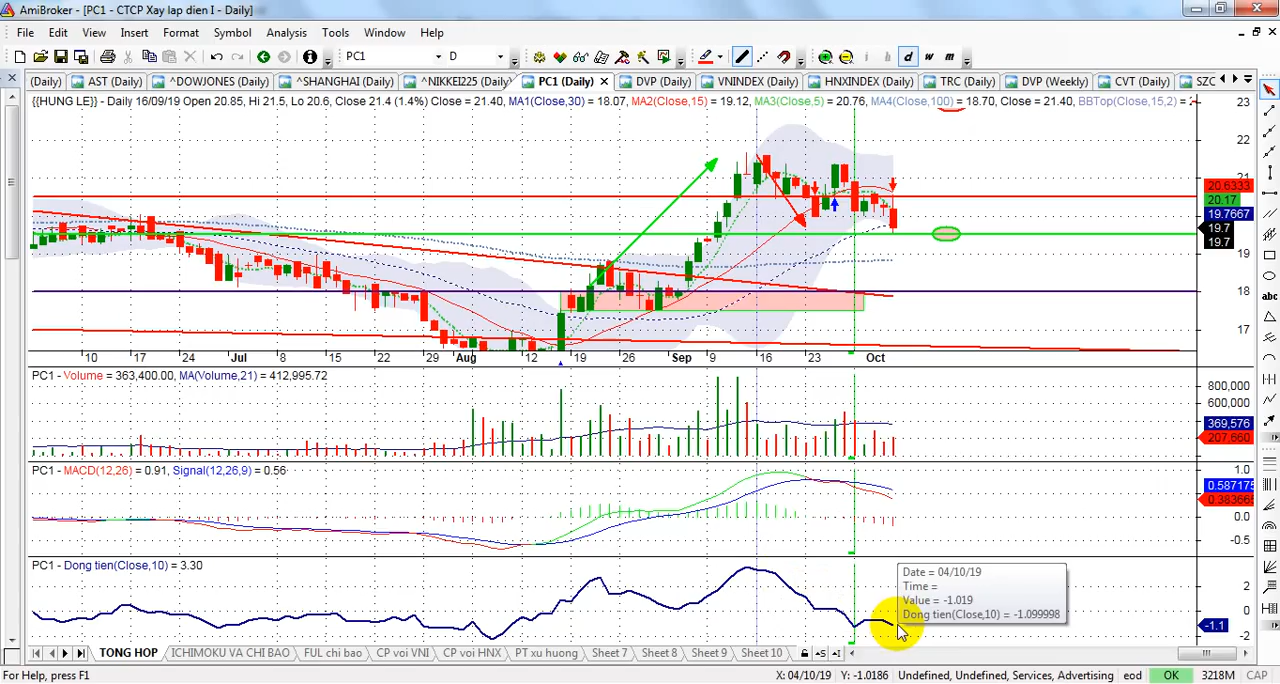 AmiBroker - [PC1 - CTCP Xay lap dien I - Daily]
File Edit View Insert Format Symbol Analysis Tools Window Help
PC1 D d w m
(Daily) AST (Daily) ^DOWJONES (Daily) ^SHANGHAI (Daily) ^NIKKEI225 (Daily) PC1 (Daily) DVP (Daily) VNINDEX (Daily) HNXINDEX (Daily) TRC (Daily) DVP (Weekly) CVT (Daily) SZC
{{HUNG LE}} - Daily 16/09/19 Open 20.85, Hi 21.5, Lo 20.6, Close 21.4 (1.4%) Close = 21.40, MA1(Close,30) = 18.07, MA2(Close,15) = 19.12, MA3(Close,5) = 20.76, MA4(Close,100) = 18.70, Close = 21.40, BBTop(Close,15,2) =
23
22
21
20.6333
20.17
19.7667
19.7
19.7
19
18
17
10 17 24 Jul 8 15 22 29 Aug 12 19 26 Sep 9 16 23 Oct
PC1 - Volume = 363,400.00, MA(Volume,21) = 412,995.72
800,000
600,000
369,576
207,660
PC1 - MACD(12,26) = 0.91, Signal(12,26,9) = 0.56
1.0
0.587175
0.383665
0.0
-0.5
PC1 - Dong tien(Close,10) = 3.30
2
0
-1.1
-2
Date = 04/10/19
Time =
Value = -1.019
Dong tien(Close,10) = -1.099998
TONG HOP ICHIMOKU VA CHI BAO FUL chi bao CP voi VNI CP voi HNX PT xu huong Sheet 7 Sheet 8 Sheet 9 Sheet 10
For Help, press F1 X: 04/10/19 Y: -1.0186 Undefined, Undefined, Services, Advertising eod OK 3218M CAP